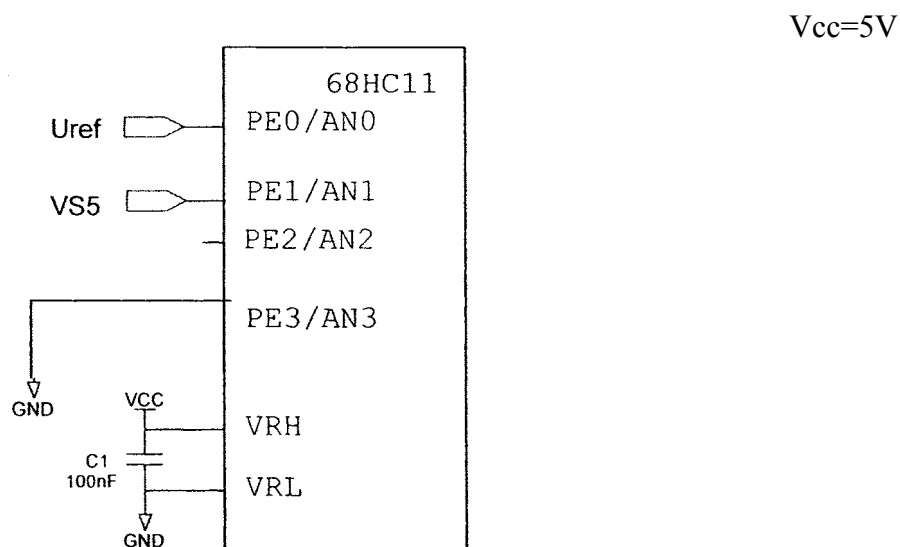 Vcc=5V
68HC11
Uref PE0/AN0
VS5 PE1/AN1
PE2/AN2
PE3/AN3
GND
VCC
VRH
C1
100nF
VRL
GND